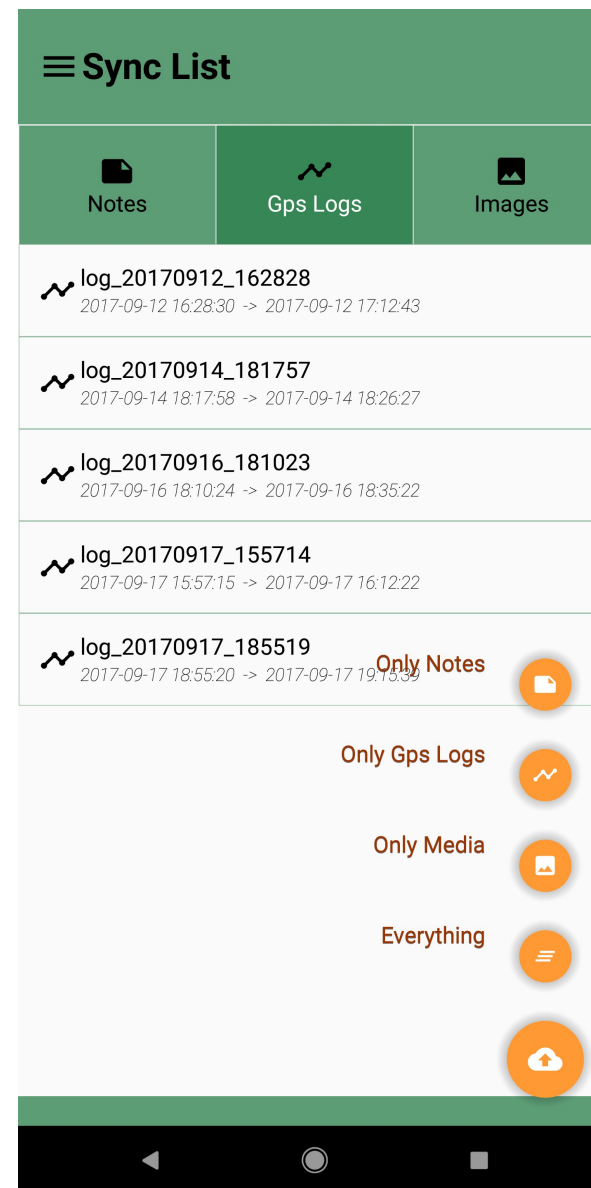 Sync List
Notes
Gps Logs
Images
log_20170912_162828
2017-09-12 16:28:30 -> 2017-09-12 17:12:43
log_20170914_181757
2017-09-14 18:17:58 -> 2017-09-14 18:26:27
log_20170916_181023
2017-09-16 18:10:24 -> 2017-09-16 18:35:22
log_20170917_155714
2017-09-17 15:57:15 -> 2017-09-17 16:12:22
log_20170917_185519
2017-09-17 18:55:20 -> 2017-09-17 19:15:39
Only Notes
Only Gps Logs
Only Media
Everything